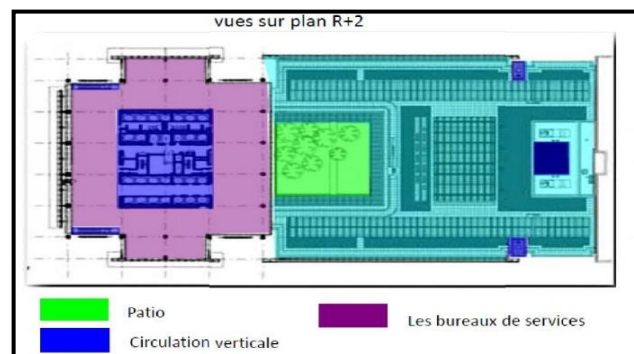 vues sur plan R+2
Patio
Les bureaux de services
Circulation verticale